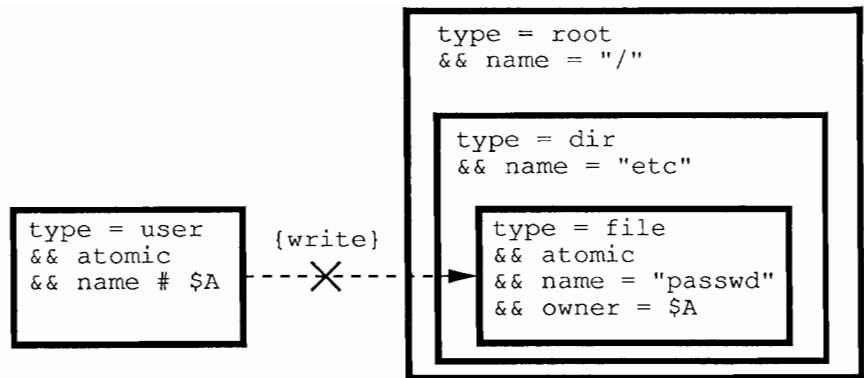 type = root
&& name = "/"
type = dir
&& name = "etc"
type = user
&& atomic
&& name # $A
{write}
type = file
&& atomic
&& name = "passwd"
&& owner = $A